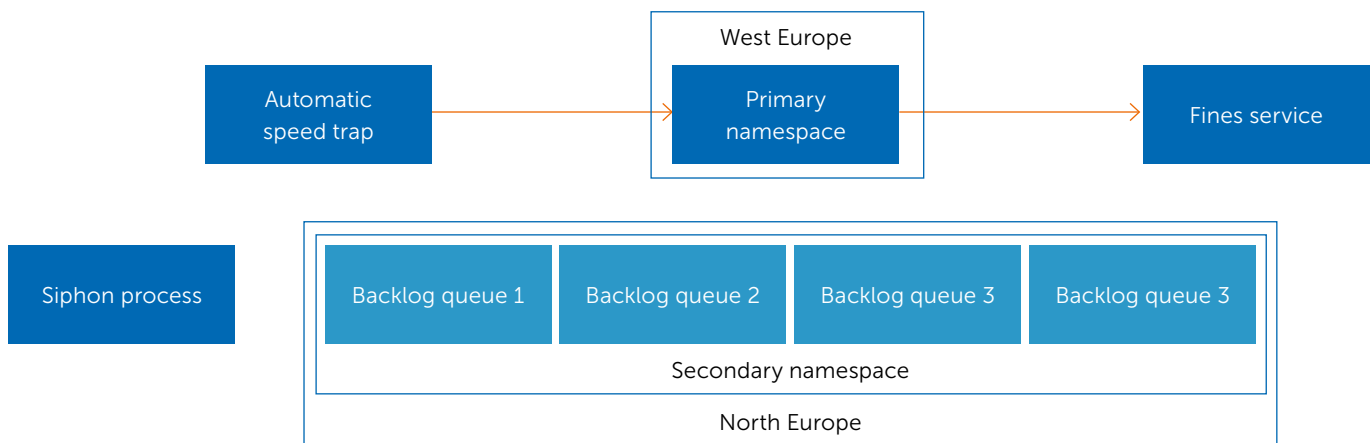 West Europe
Automatic
speed trap
Primary
namespace
Fines service
Siphon process
Backlog queue 1
Backlog queue 2
Backlog queue 3
Backlog queue 3
Secondary namespace
North Europe